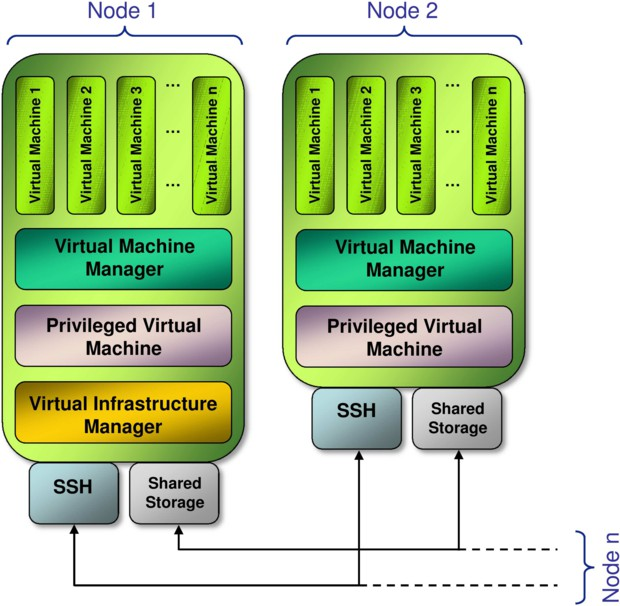 Node 1
Virtual Machine 1
Virtual Machine 2
Virtual Machine 3
...
...
...
Virtual Machine n
Virtual Machine
Manager
Privileged Virtual
Machine
Virtual Infrastructure
Manager
SSH
Shared
Storage
Node 2
Virtual Machine 1
Virtual Machine 2
Virtual Machine 3
...
...
...
Virtual Machine n
Virtual Machine
Manager
Privileged Virtual
Machine
SSH
Shared
Storage
Node n